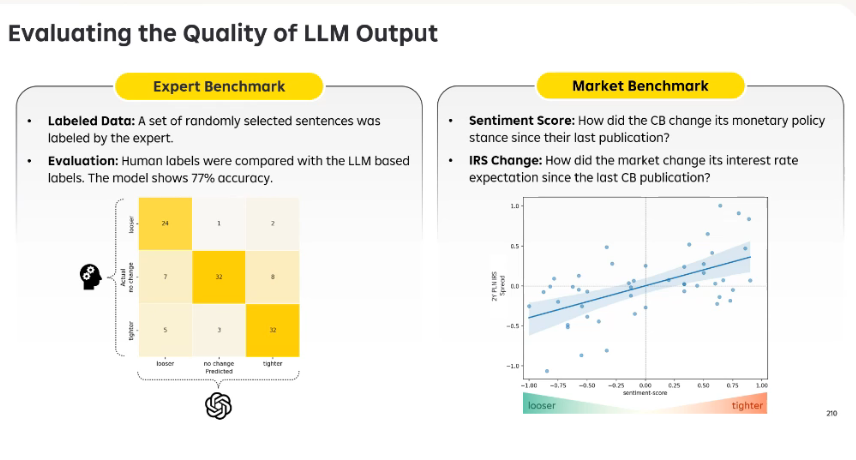 Evaluating the Quality of LLM Output
Expert Benchmark
• Labeled Data: A set of randomly selected sentences was
labeled by the expert.
• Evaluation: Human labels were compared with the LLM based
labels. The model shows 77% accuracy.
Actual
looser
no change
tighter
24 1 2
7 32 8
5 3 32
looser no change tighter
Predicted
Market Benchmark
• Sentiment Score: How did the CB change its monetary policy
stance since their last publication?
• IRS Change: How did the market change its interest rate
expectation since the last CB publication?
2Y PLN IRS
Spread
1.0
0.5
0.0
−0.5
−1.0
−1.00 −0.75 −0.50 −0.25 0.00 0.25 0.50 0.75 1.00
sentiment-score
looser tighter
210